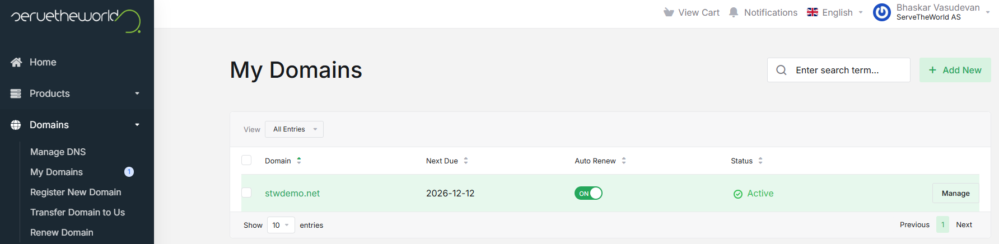 servetheworld
View Cart
Notifications
English
Bhaskar Vasudevan
ServeTheWorld AS
Home
Products
Domains
Manage DNS
My Domains 1
Register New Domain
Transfer Domain to Us
Renew Domain
My Domains
Enter search term...
+ Add New
View All Entries
Domain Next Due Auto Renew Status
stwdemo.net 2026-12-12 ON Active Manage
Show 10 entries
Previous 1 Next